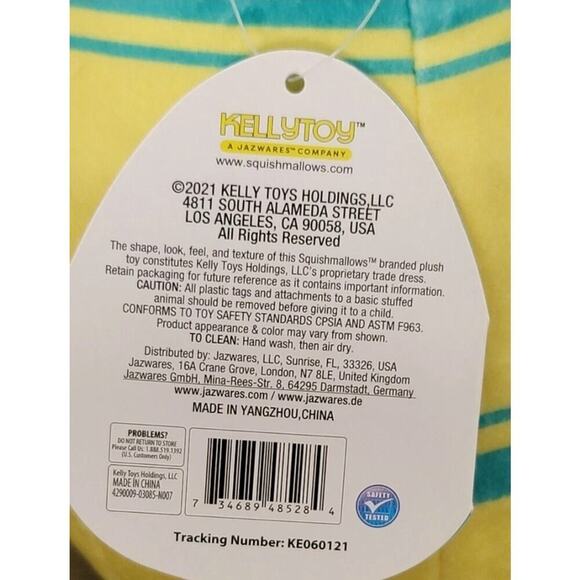 KELLYTOY™
A JAZWARES™ COMPANY
www.squishmallows.com
©2021 KELLY TOYS HOLDINGS,LLC
4811 SOUTH ALAMEDA STREET
LOS ANGELES, CA 90058, USA
All Rights Reserved
The shape, look, feel, and texture of this Squishmallows™ branded plush
toy constitutes Kelly Toys Holdings, LLC's proprietary trade dress.
Retain packaging for future reference as it contains important information.
CAUTION: All plastic tags and attachments to a basic stuffed
animal should be removed before giving it to a child.
CONFORMS TO TOY SAFETY STANDARDS CPSIA AND ASTM F963.
Product appearance & color may vary from shown.
TO CLEAN: Hand wash, then air dry.
Distributed by: Jazwares, LLC, Sunrise, FL, 33326, USA
Jazwares, 16A Crane Grove, London, N7 8LE, United Kingdom
Jazwares GmbH, Mina-Rees-Str. 8, 64295 Darmstadt, Germany
www.jazwares.com / www.jazwares.de
MADE IN YANGZHOU,CHINA
PROBLEMS?
DO NOT RETURN TO STORE
Please Call Us: 1.888.519.1392
(U.S. Customers Only)
Kelly Toys Holdings, LLC
MADE IN CHINA
4290009-03085-N007
7 34689 48528 4
SAFETY
TESTED
Tracking Number: KE060121